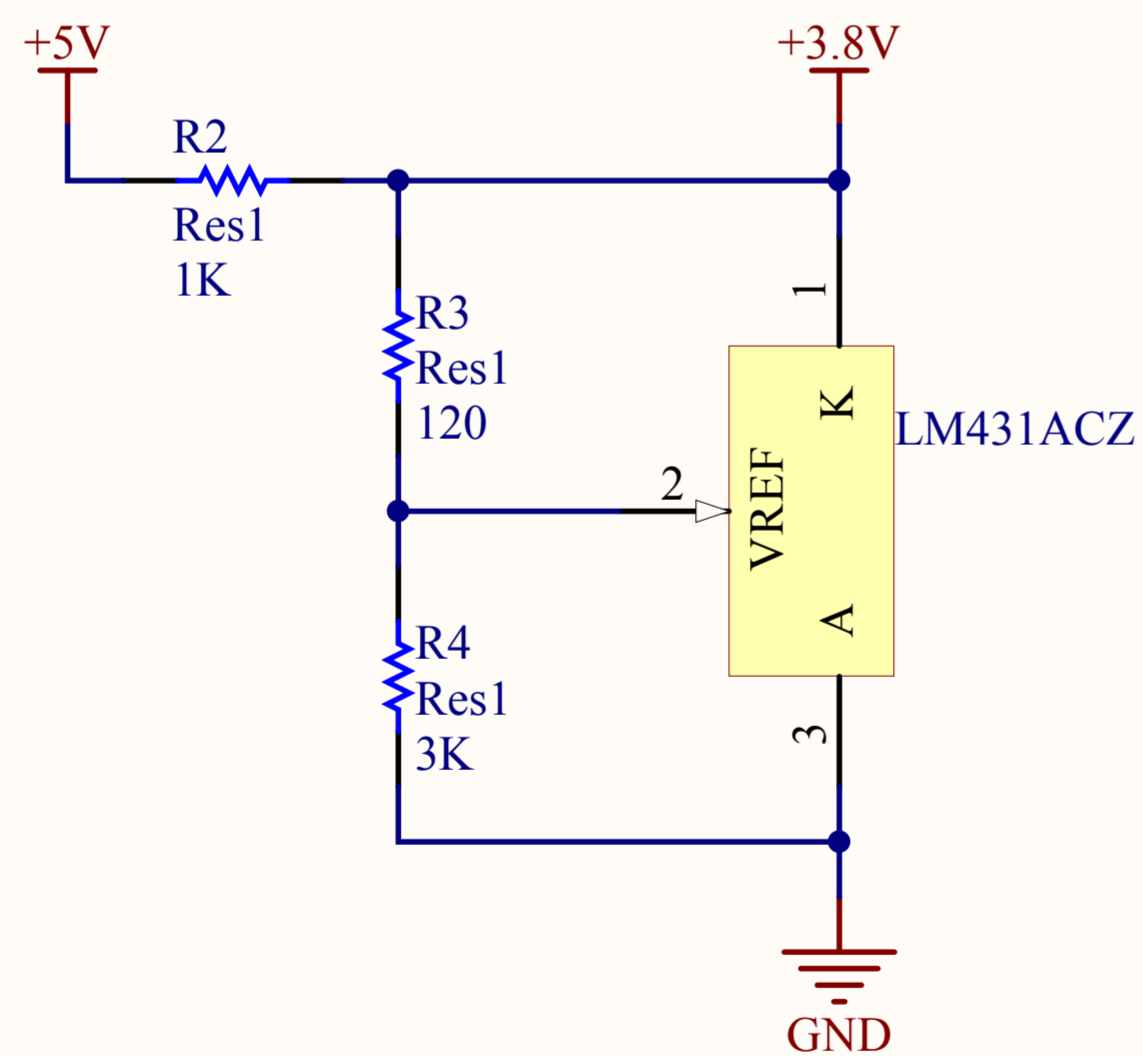 +5V
+3.8V
R2
Res1
1K
1
R3
Res1
120
K
LM431ACZ
2
VREF
A
R4
Res1
3K
3
GND